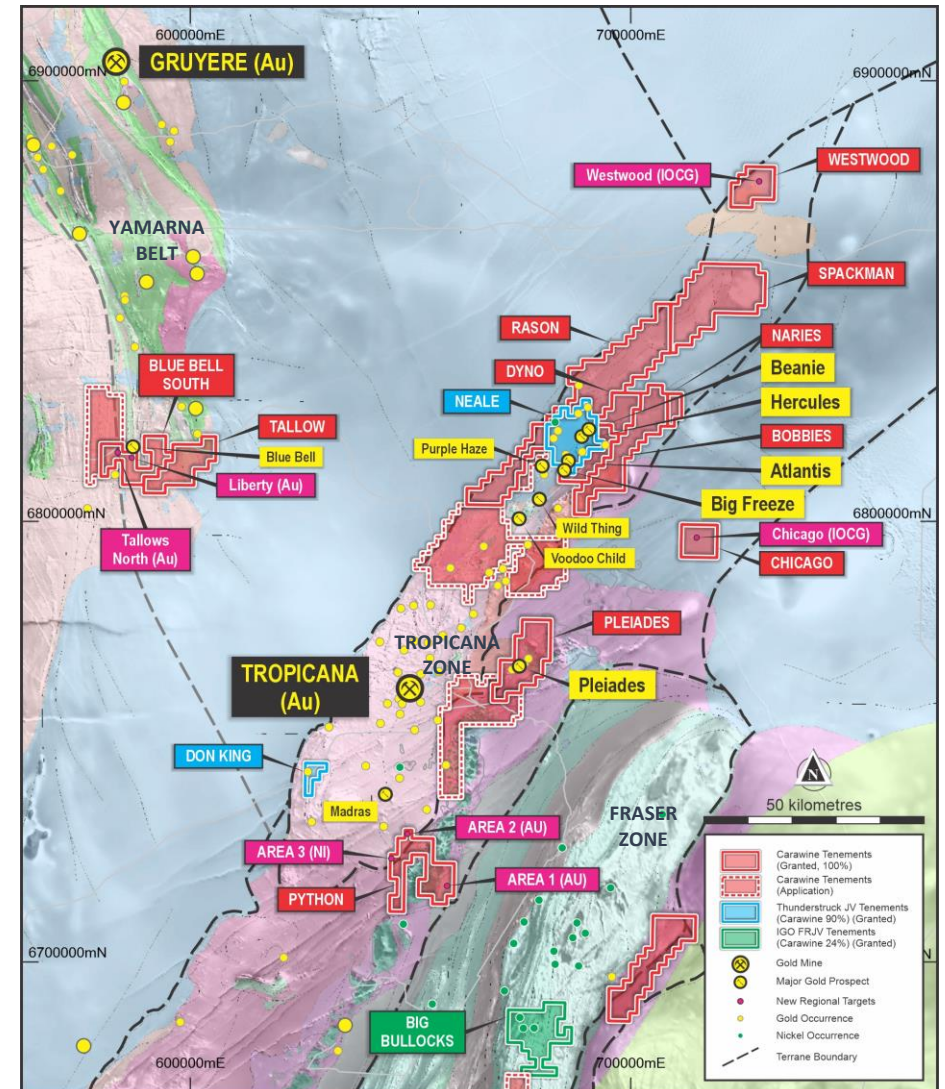 600000mE
700000mE
GRUYERE (Au)
6900000mN
6900000mN
Westwood (IOCG)
WESTWOOD
YAMARNA
BELT
SPACKMAN
RASON
NARIES
BLUE BELL
SOUTH
DYNO
Beanie
NEALE
Hercules
TALLOW
BOBBIES
Purple Haze
Blue Bell
Atlantis
Liberty (Au)
Big Freeze
6800000mN
6800000mN
Wild Thing
Chicago (IOCG)
Tallows
North (Au)
Voodoo Child
CHICAGO
PLEIADES
TROPICANA
ZONE
TROPICANA
(Au)
Pleiades
DON KING
N
50 kilometres
Madras
FRASER
ZONE
AREA 2 (AU)
AREA 3 (NI)
AREA 1 (AU)
PYTHON
Carawine Tenements
(Granted, 100%)
Carawine Tenements
(Application)
Thunderstruck JV Tenements
(Carawine 90%) (Granted)
IGO FRJV Tenements
(Carawine 24%) (Granted)
Gold Mine
Major Gold Prospect
New Regional Targets
Gold Occurrence
Nickel Occurrence
Terrane Boundary
6700000mN
BIG
BULLOCKS
600000mE
700000mE